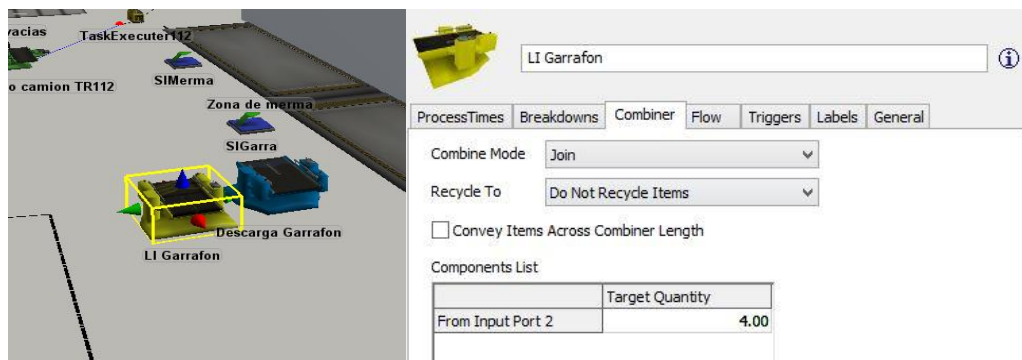 vacias
TaskExecuter112
o camion TR112
SIMerma
Zona de merma
SIGarra
Descarga Garrafon
LI Garrafon
LI Garrafon
ProcessTimes Breakdowns Combiner Flow Triggers Labels General
Combine Mode Join
Recycle To Do Not Recycle Items
Convey Items Across Combiner Length
Components List
Target Quantity
From Input Port 2 4.00